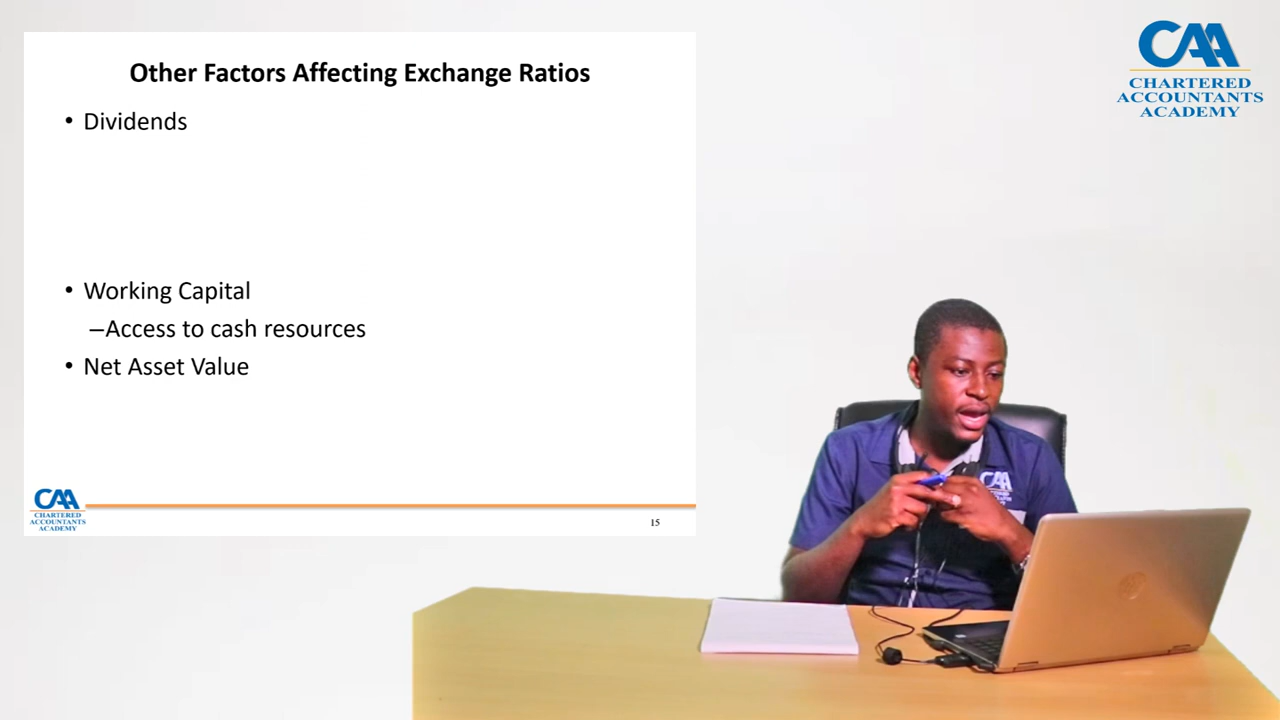 Other Factors Affecting Exchange Ratios
• Dividends
• Working Capital
–Access to cash resources
• Net Asset Value
CAA
CHARTERED
ACCOUNTANTS
ACADEMY
15
CAA
CHARTERED
ACCOUNTANTS
ACADEMY
CAA